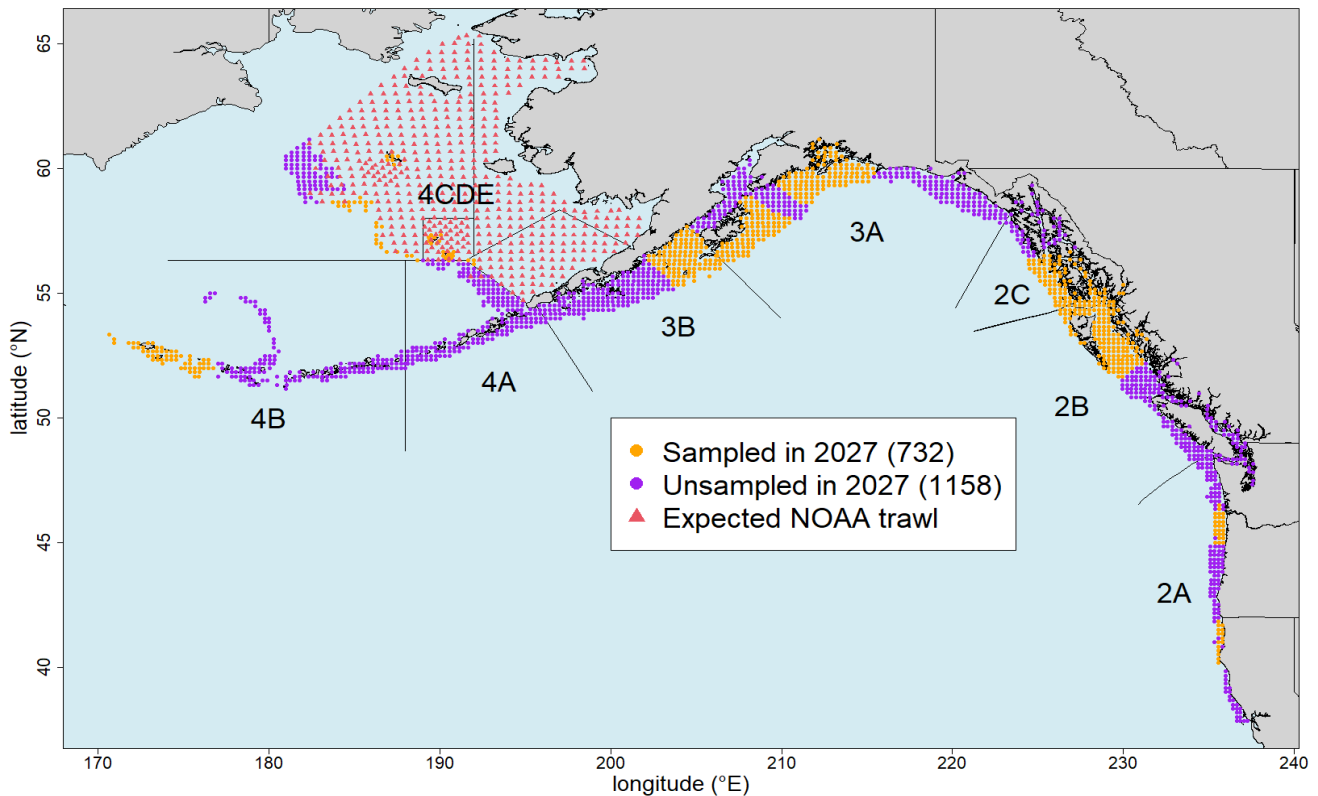 65
60
55
50
45
40
latitude (°N)
4CDE
3A
2C
3B
4A
2B
4B
2A
Sampled in 2027 (732)
Unsampled in 2027 (1158)
Expected NOAA trawl
170
180
190
200
210
220
230
240
longitude (°E)